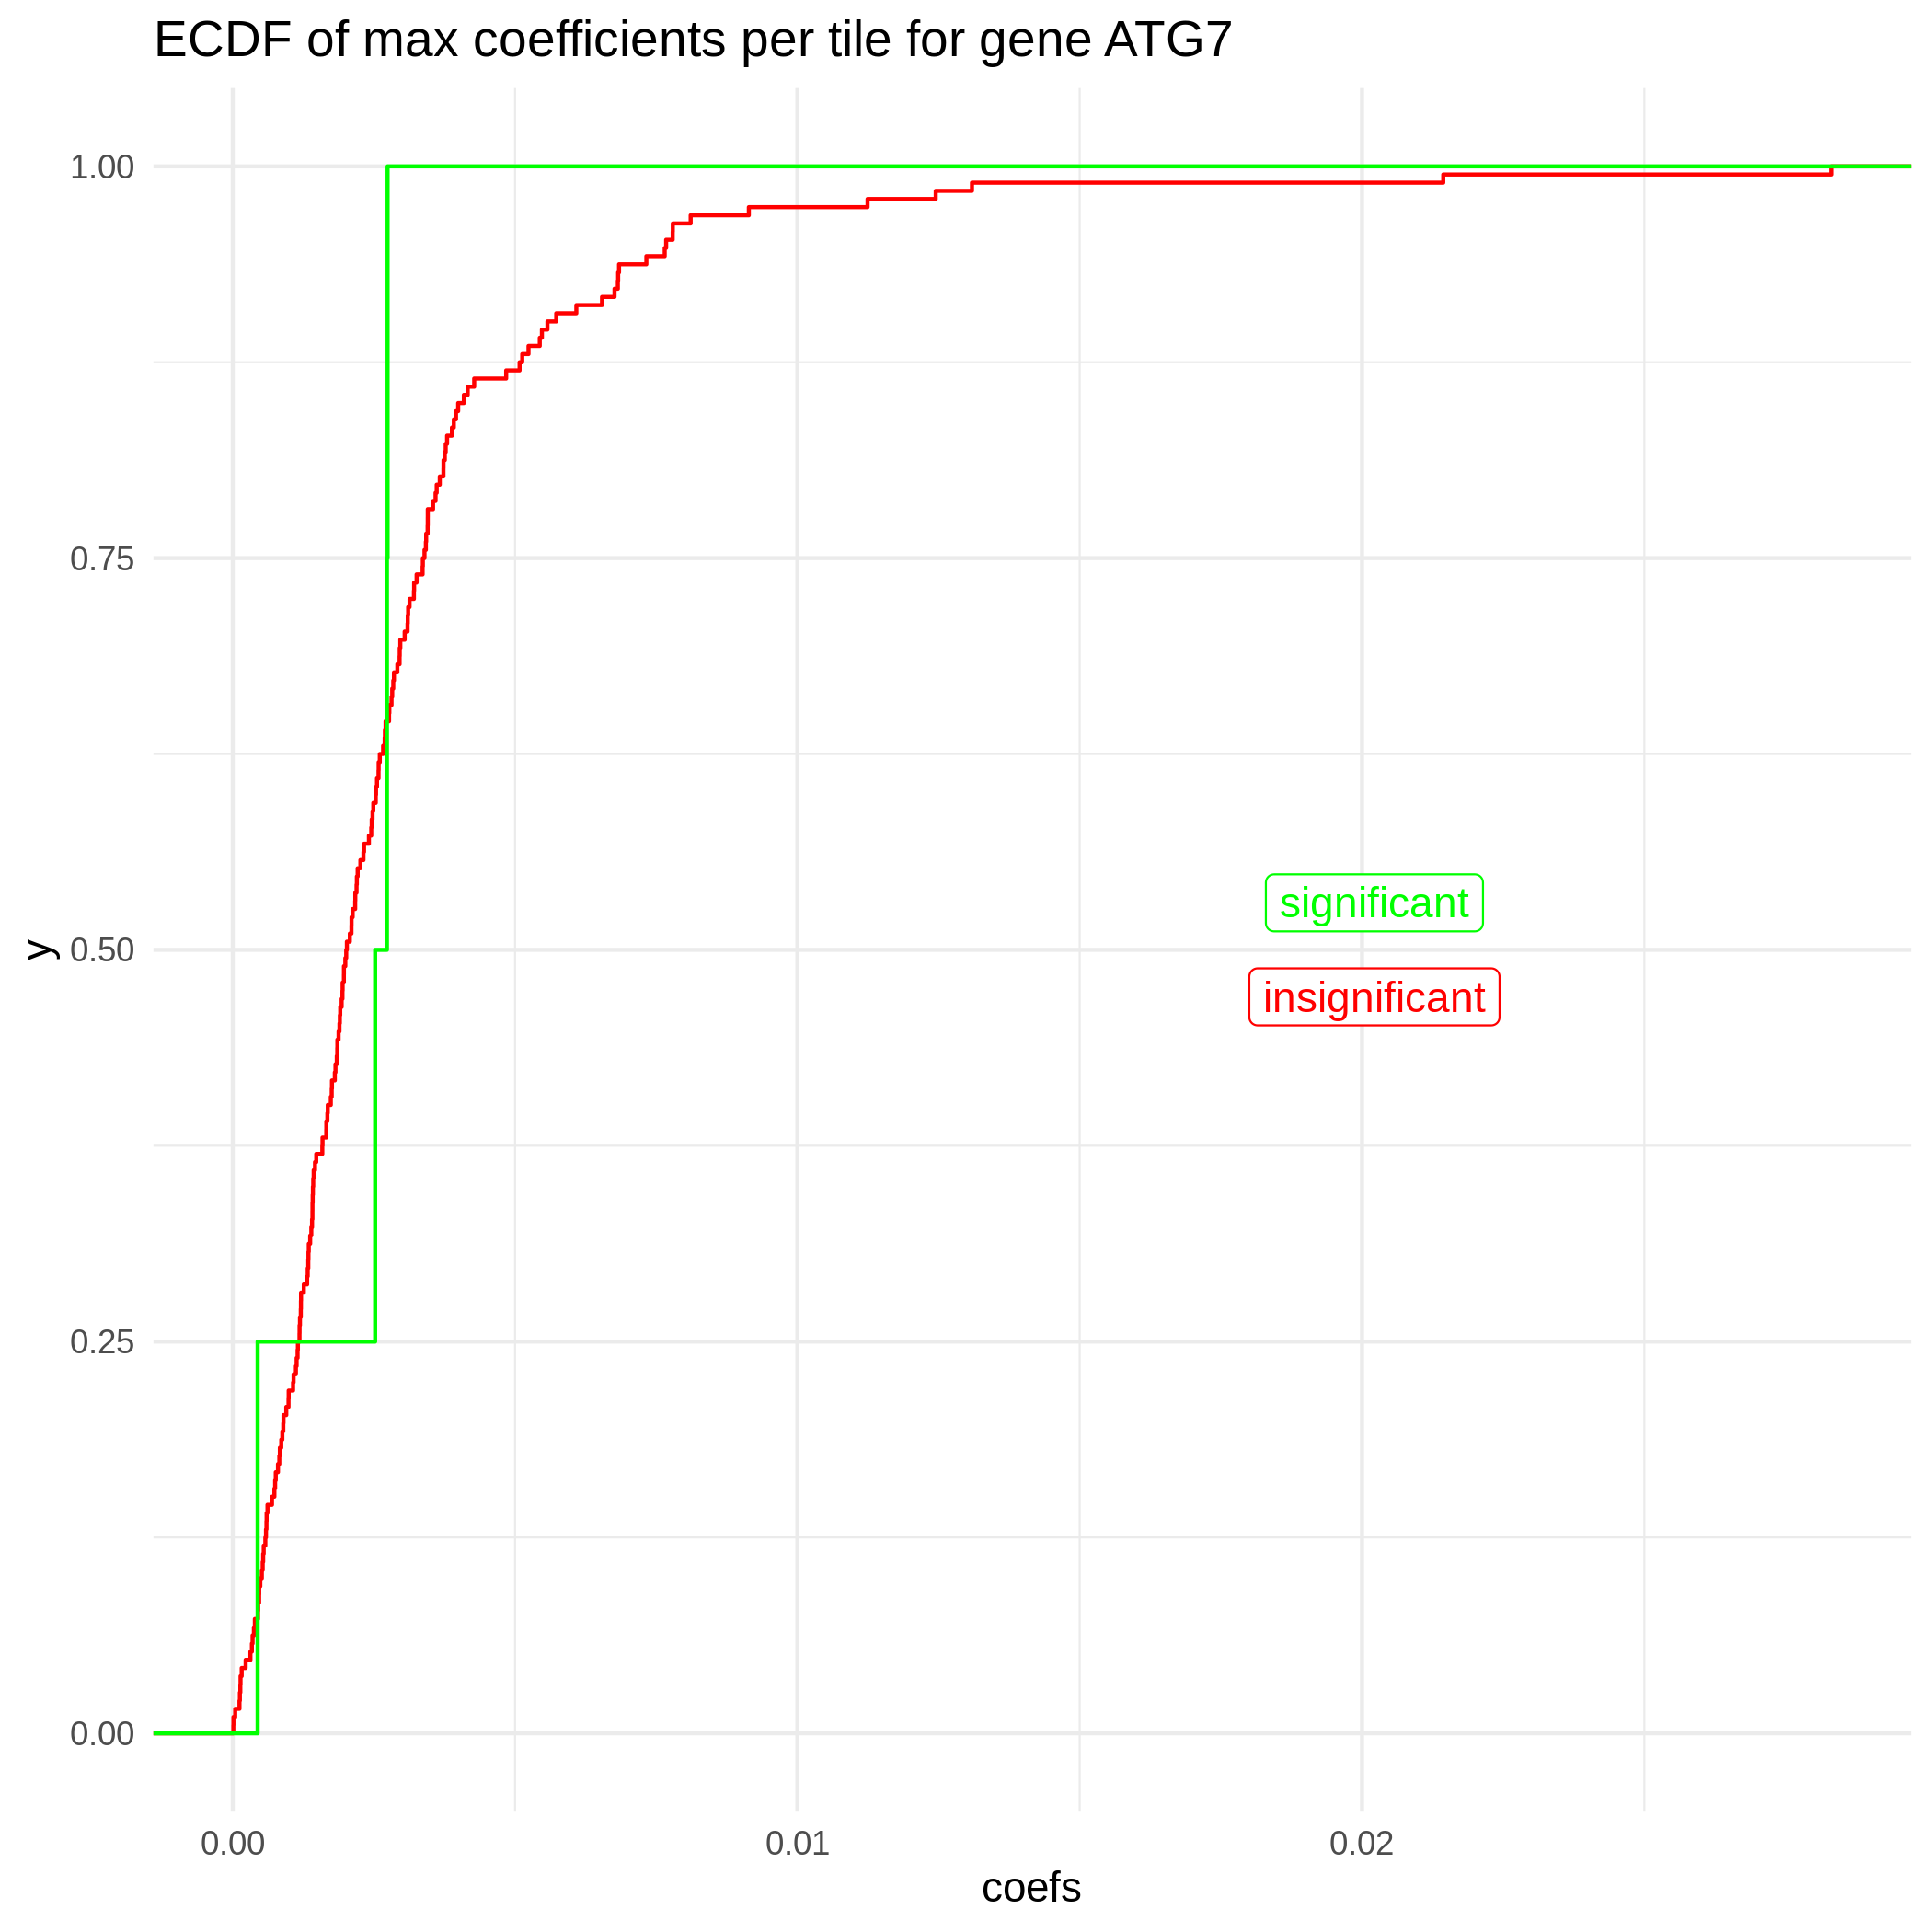 ECDF of max coefficients per tile for gene ATG7
1.00
0.75
0.50
0.25
0.00
y
significant
insignificant
0.00
0.01
0.02
coefs